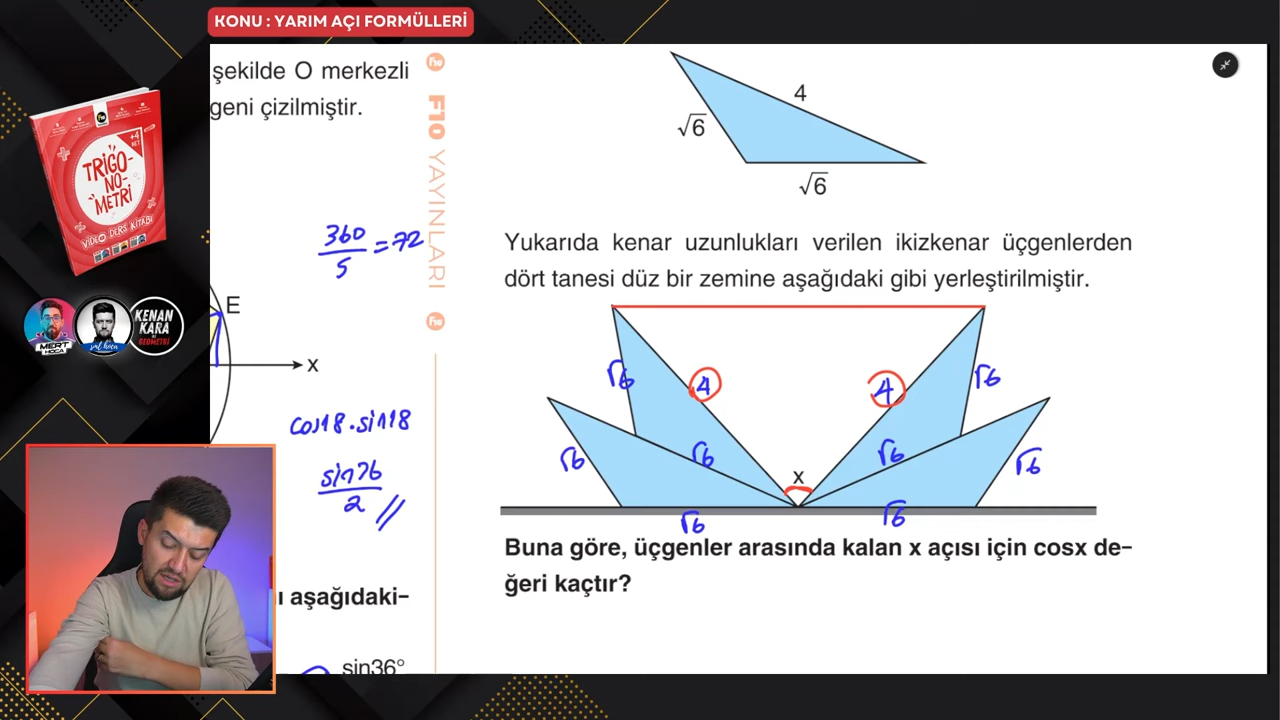 KONU : YARIM AÇI FORMÜLLERİ
şekilde O merkezli
geni çizilmiştir.
F10 YAYINLARI
360/5 = 72
E
x
cos18.sin18
sin36/2 //
ı aşağıdaki-
sin36°
+4 NET
TRİGO-
NO-
METRİ
VİDEO DERS KİTABI
MERT HOCA
KENAN
KARA
GEOMETRİ
4
√6
√6
Yukarıda kenar uzunlukları verilen ikizkenar üçgenlerden
dört tanesi düz bir zemine aşağıdaki gibi yerleştirilmiştir.
√6 4 4 √6
√6 √6 √6 √6
x
√6 √6
Buna göre, üçgenler arasında kalan x açısı için cosx de-
ğeri kaçtır?